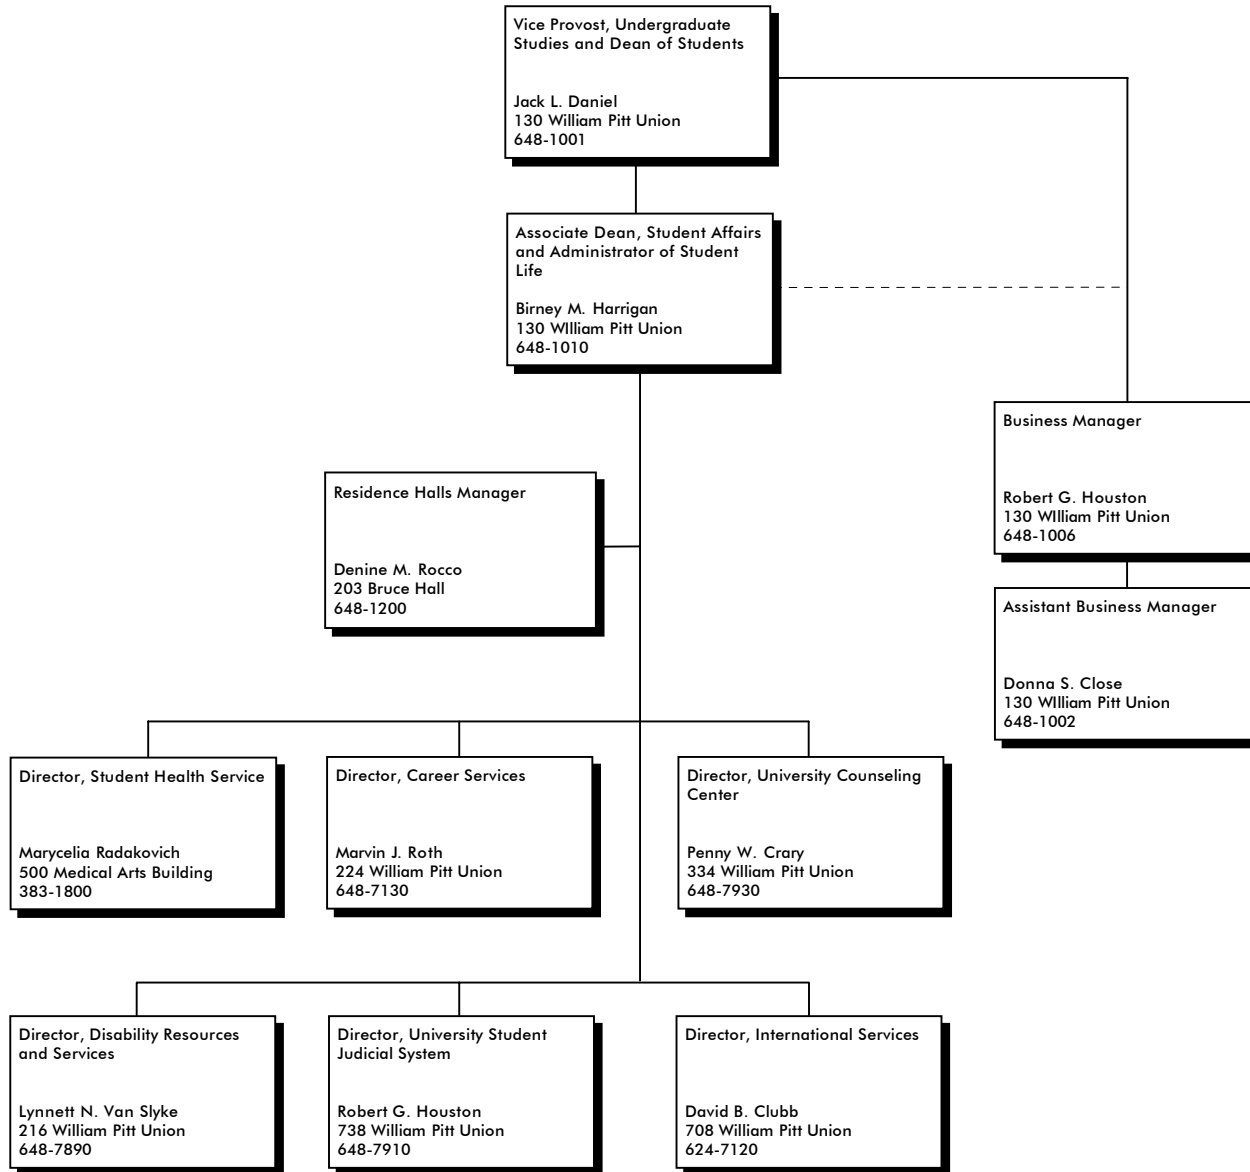 Vice Provost, Undergraduate
Studies and Dean of Students
Jack L. Daniel
130 William Pitt Union
648-1001
Associate Dean, Student Affairs
and Administrator of Student
Life
Birney M. Harrigan
130 WIlliam Pitt Union
648-1010
Business Manager
Robert G. Houston
130 WIlliam Pitt Union
648-1006
Residence Halls Manager
Denine M. Rocco
203 Bruce Hall
648-1200
Assistant Business Manager
Donna S. Close
130 WIlliam Pitt Union
648-1002
Director, Student Health Service
Marycelia Radakovich
500 Medical Arts Building
383-1800
Director, Career Services
Marvin J. Roth
224 William Pitt Union
648-7130
Director, University Counseling
Center
Penny W. Crary
334 William Pitt Union
648-7930
Director, Disability Resources
and Services
Lynnett N. Van Slyke
216 William Pitt Union
648-7890
Director, University Student
Judicial System
Robert G. Houston
738 William Pitt Union
648-7910
Director, International Services
David B. Clubb
708 William Pitt Union
624-7120